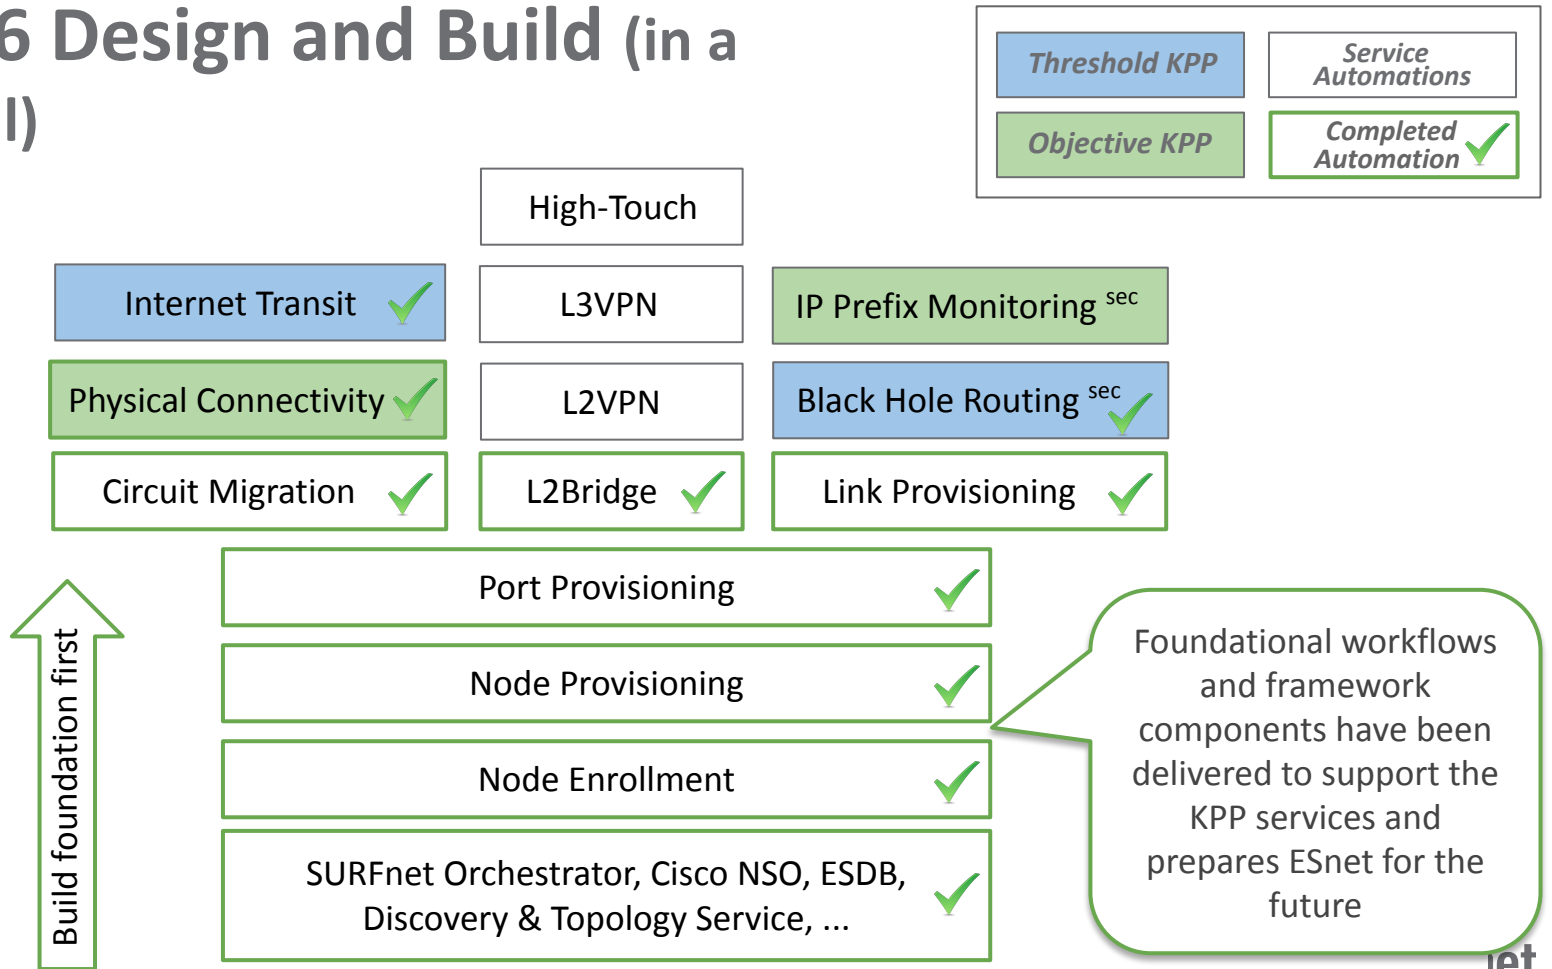 6 Design and Build (in a
l)
Threshold KPP
Service
Automations
Objective KPP
Completed
Automation
High-Touch
Internet Transit
L3VPN
IP Prefix Monitoring sec
Physical Connectivity
L2VPN
Black Hole Routing sec
Circuit Migration
L2Bridge
Link Provisioning
Port Provisioning
Node Provisioning
Node Enrollment
SURFnet Orchestrator, Cisco NSO, ESDB,
Discovery & Topology Service, ...
Build foundation first
Foundational workflows
and framework
components have been
delivered to support the
KPP services and
prepares ESnet for the
future